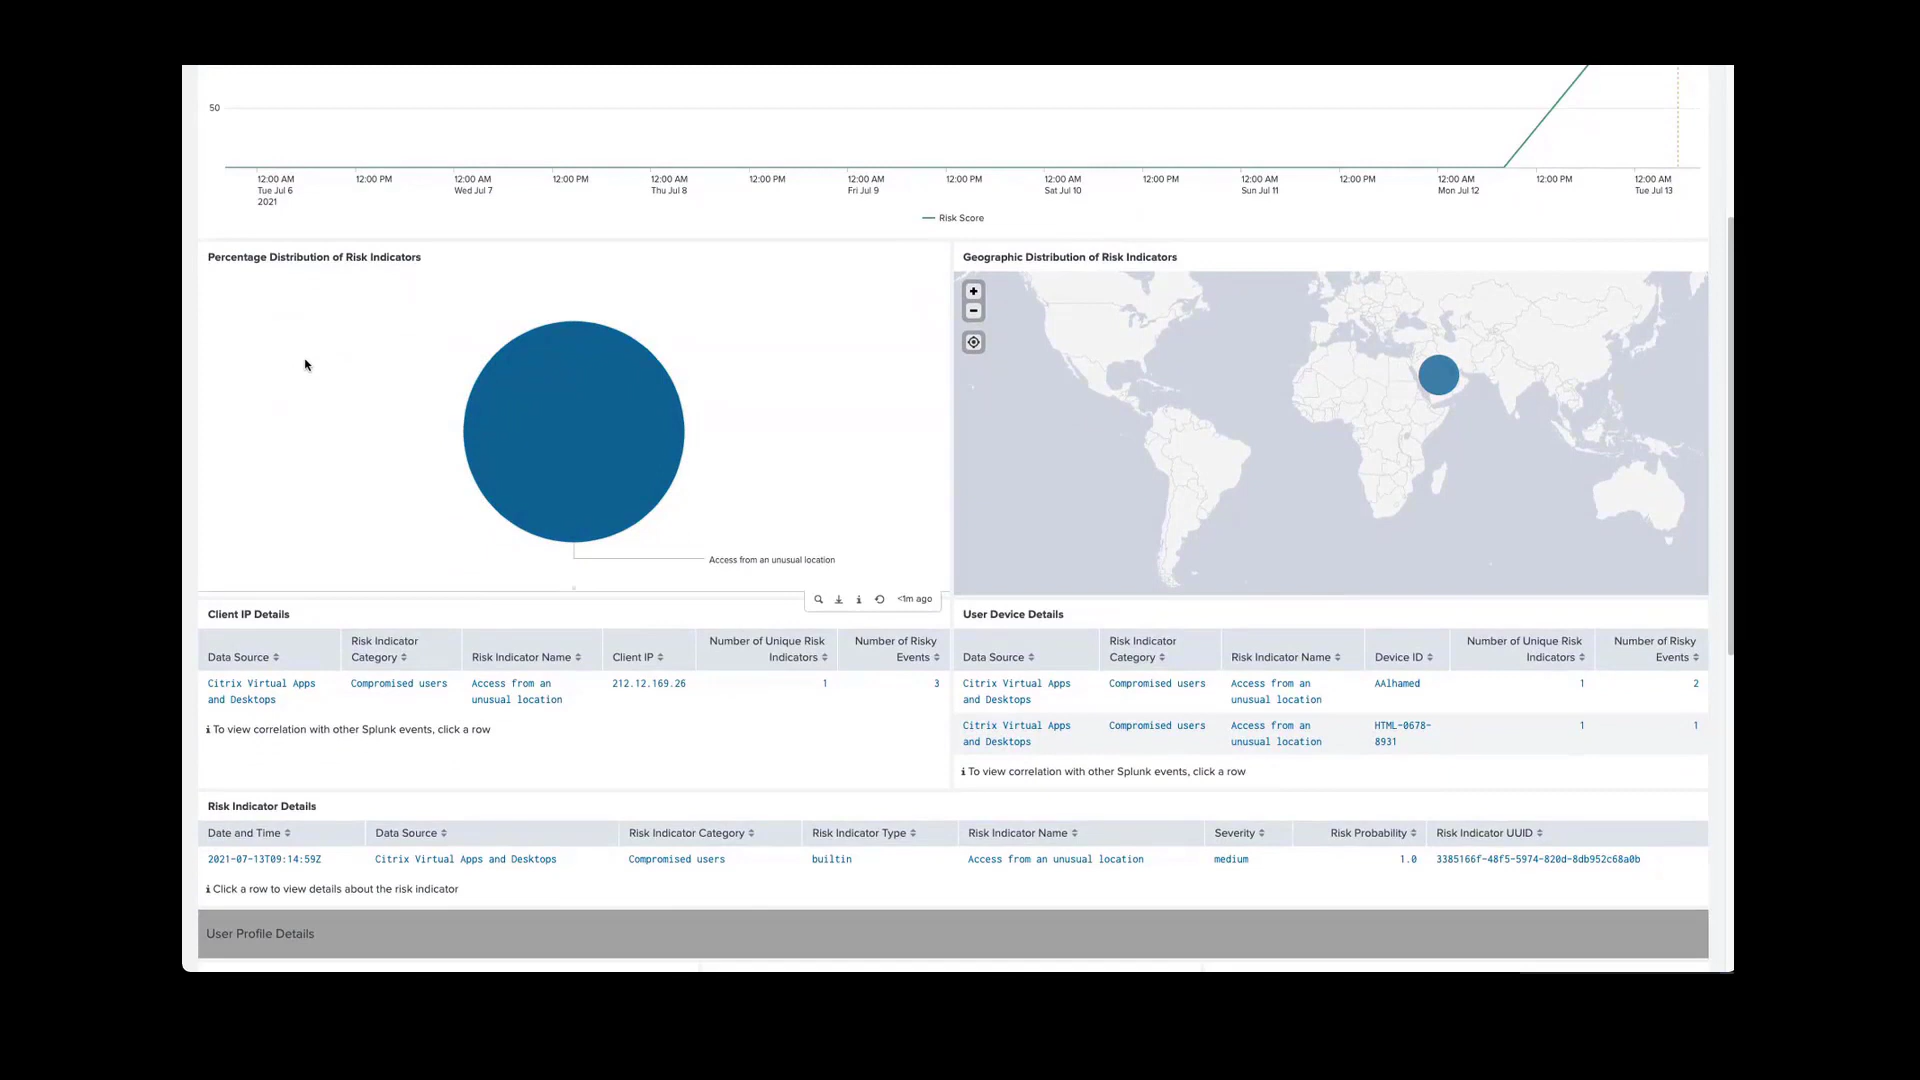 50
12:00 AM 12:00 PM 12:00 AM 12:00 PM 12:00 AM 12:00 PM 12:00 AM 12:00 PM 12:00 AM 12:00 PM 12:00 AM 12:00 PM 12:00 AM 12:00 PM 12:00 AM
Tue Jul 6 Wed Jul 7 Thu Jul 8 Fri Jul 9 Sat Jul 10 Sun Jul 11 Mon Jul 12 Tue Jul 13
2021
Risk Score
Percentage Distribution of Risk Indicators
Access from an unusual location
Geographic Distribution of Risk Indicators
<1m ago
Client IP Details
Data Source Risk Indicator Category Risk Indicator Name Client IP Number of Unique Risk Indicators Number of Risky Events
Citrix Virtual Apps Compromised users Access from an 212.12.169.26 1 3
and Desktops unusual location
i To view correlation with other Splunk events, click a row
User Device Details
Data Source Risk Indicator Category Risk Indicator Name Device ID Number of Unique Risk Indicators Number of Risky Events
Citrix Virtual Apps Compromised users Access from an AAlhamed 1 2
and Desktops unusual location
Citrix Virtual Apps Compromised users Access from an HTML-0678- 1 1
and Desktops unusual location 8931
i To view correlation with other Splunk events, click a row
Risk Indicator Details
Date and Time Data Source Risk Indicator Category Risk Indicator Type Risk Indicator Name Severity Risk Probability Risk Indicator UUID
2021-07-13T09:14:59Z Citrix Virtual Apps and Desktops Compromised users builtin Access from an unusual location medium 1.0 3385166f-48f5-5974-820d-8db952c68a0b
i Click a row to view details about the risk indicator
User Profile Details